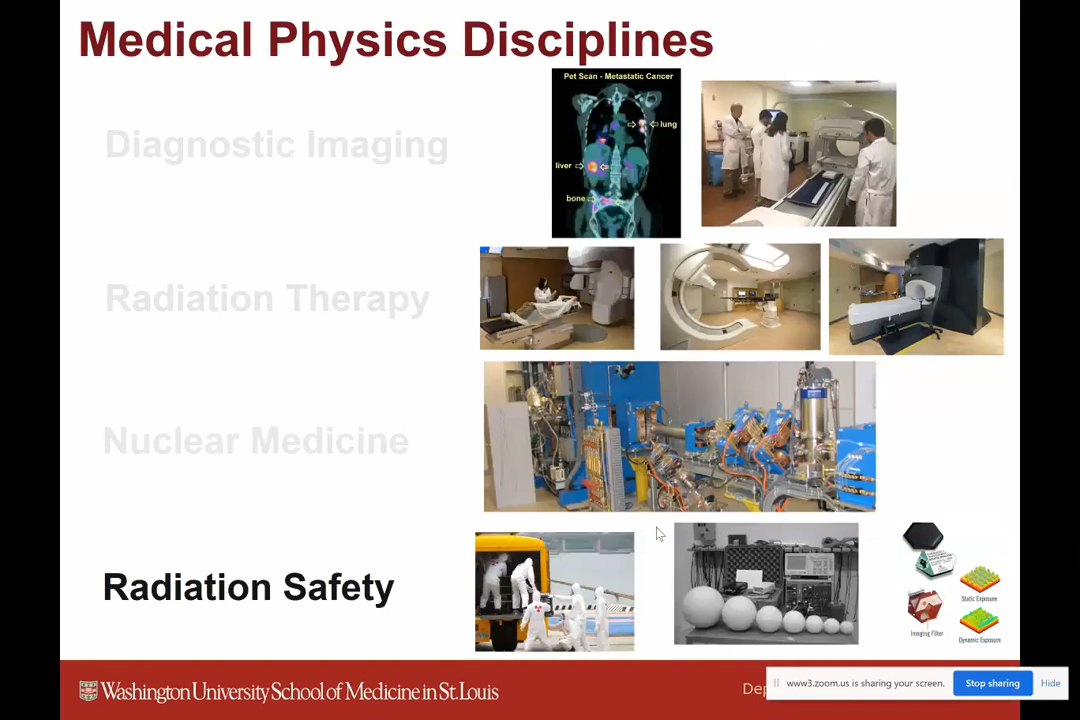 Medical Physics Disciplines
Pet Scan - Metastatic Cancer
lung
liver
bone
Diagnostic Imaging
Radiation Therapy
Nuclear Medicine
Radiation Safety
Static Exposure
Imaging Filter
Dynamic Exposure
Washington University School of Medicine in St. Louis
www3.zoom.us is sharing your screen.
Stop sharing
Hide